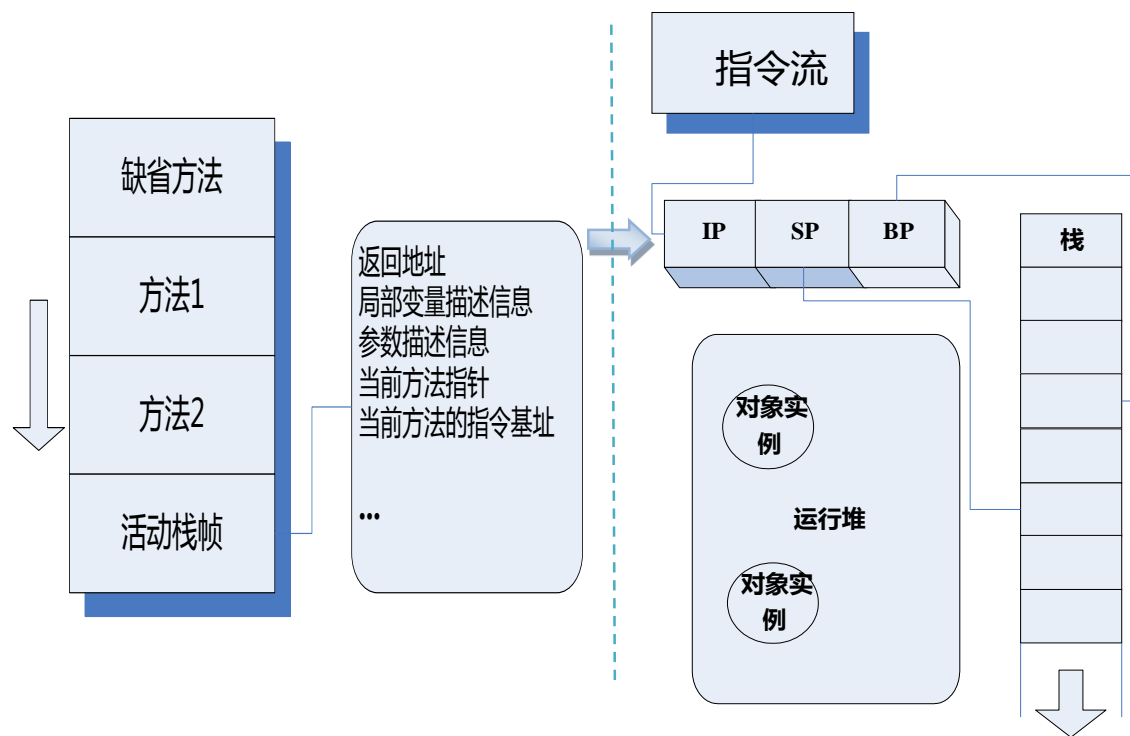 缺省方法
方法1
方法2
活动栈帧
返回地址
局部变量描述信息
参数描述信息
当前方法指针
当前方法的指令基址
...
指令流
IP
SP
BP
栈
对象实
例
运行堆
对象实
例